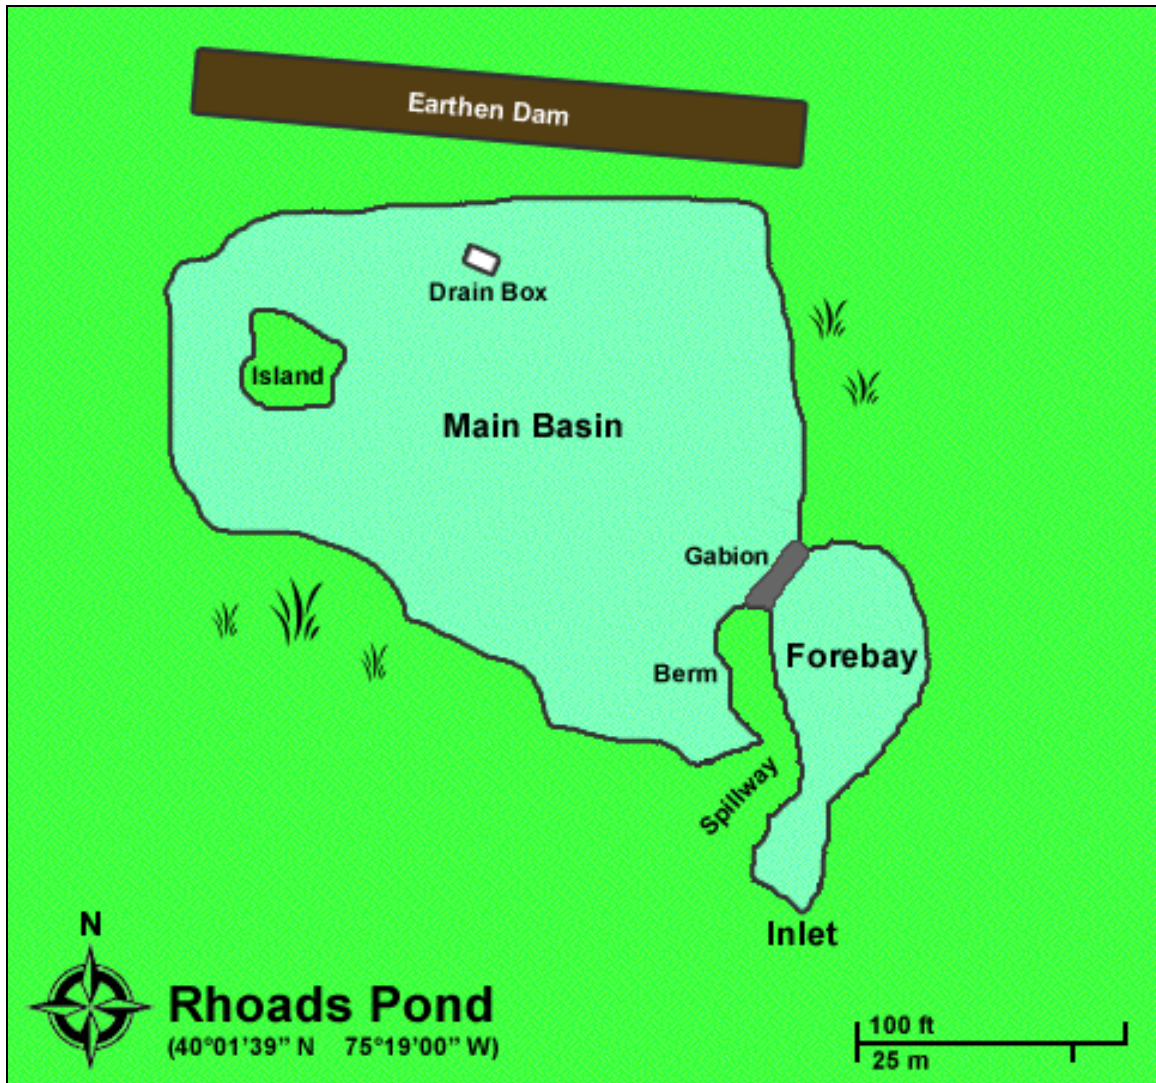 Earthen Dam
Drain Box
Island
Main Basin
Gabion
Forebay
Berm
Spillway
Inlet
N
Rhoads Pond
(40°01'39” N 75°19'00” W)
100 ft
25 m